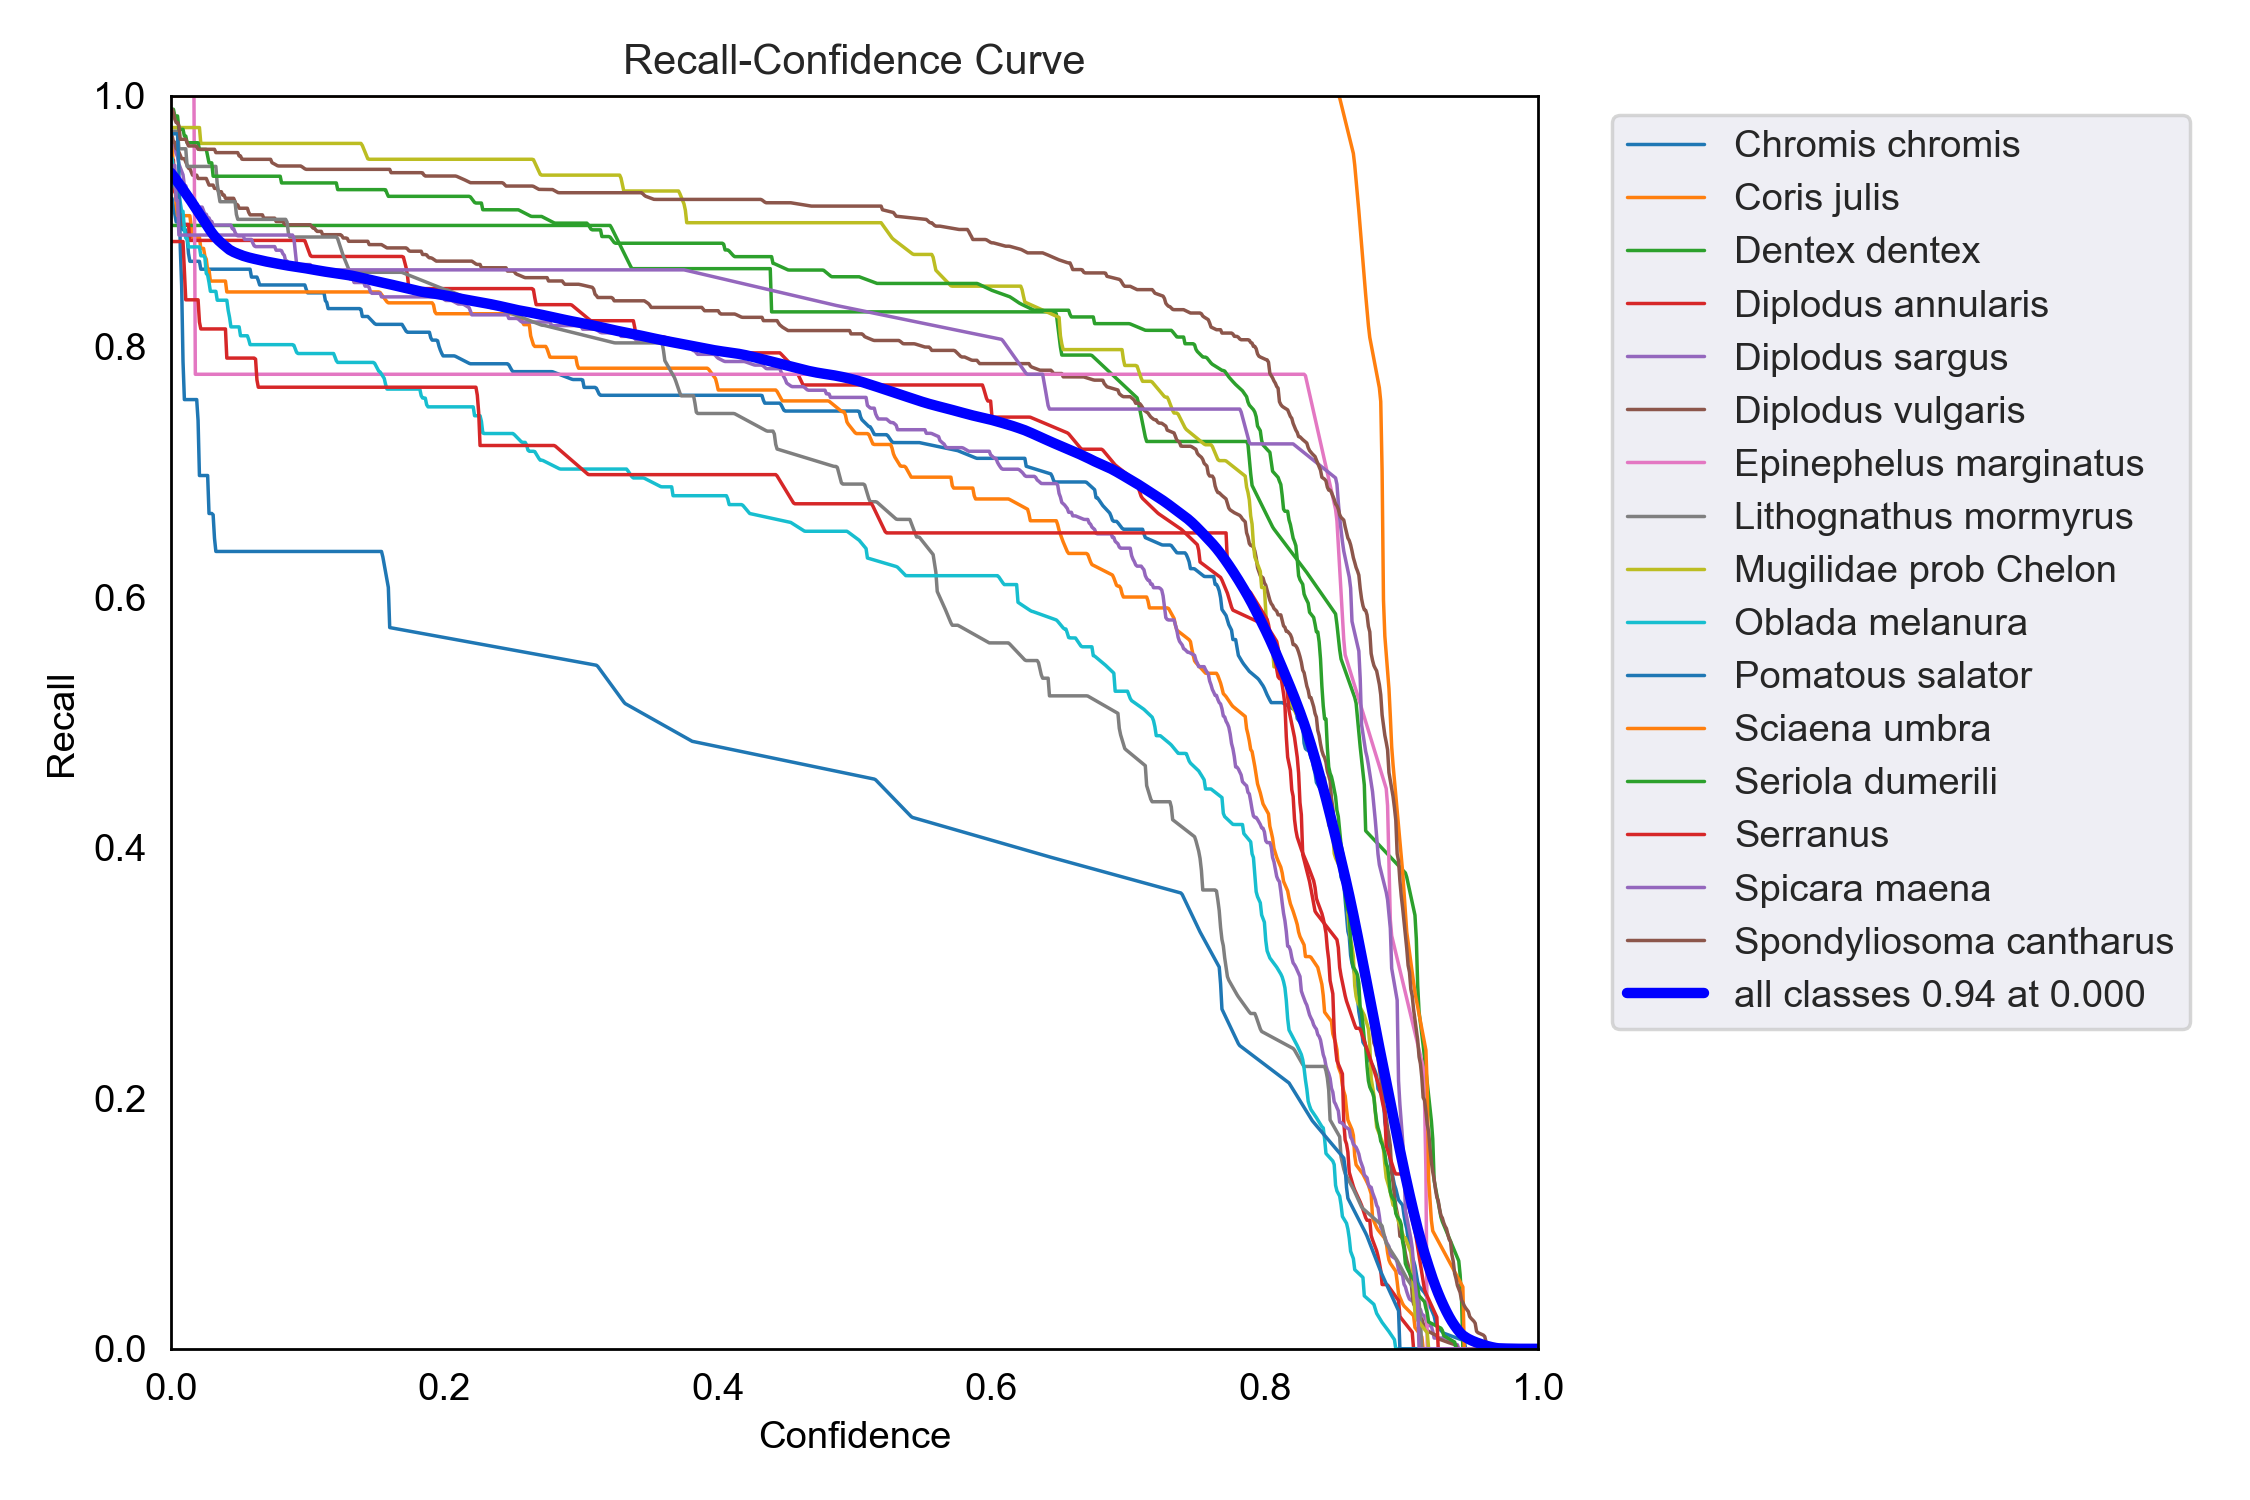 Recall-Confidence Curve
1.0
0.8
0.6
0.4
0.2
0.0
Recall
0.0 0.2 0.4 0.6 0.8 1.0
Confidence
Chromis chromis
Coris julis
Dentex dentex
Diplodus annularis
Diplodus sargus
Diplodus vulgaris
Epinephelus marginatus
Lithognathus mormyrus
Mugilidae prob Chelon
Oblada melanura
Pomatous salator
Sciaena umbra
Seriola dumerili
Serranus
Spicara maena
Spondyliosoma cantharus
all classes 0.94 at 0.000